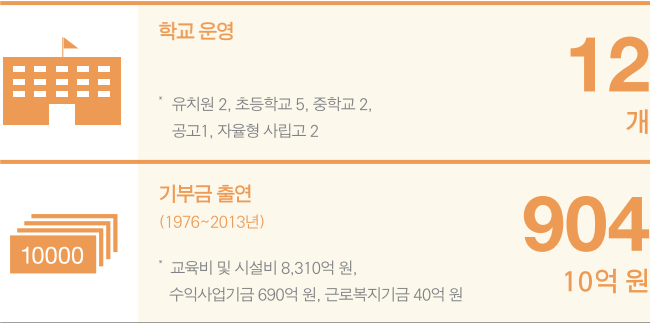 학교 운영
12
* 유치원 2, 초등학교 5, 중학교 2,
공고1, 자율형 사립고 2
개
기부금 출연
(1976~2013년)
904
10000
* 교육비 및 시설비 8,310억 원,
수익사업기금 690억 원, 근로복지기금 40억 원
10억 원